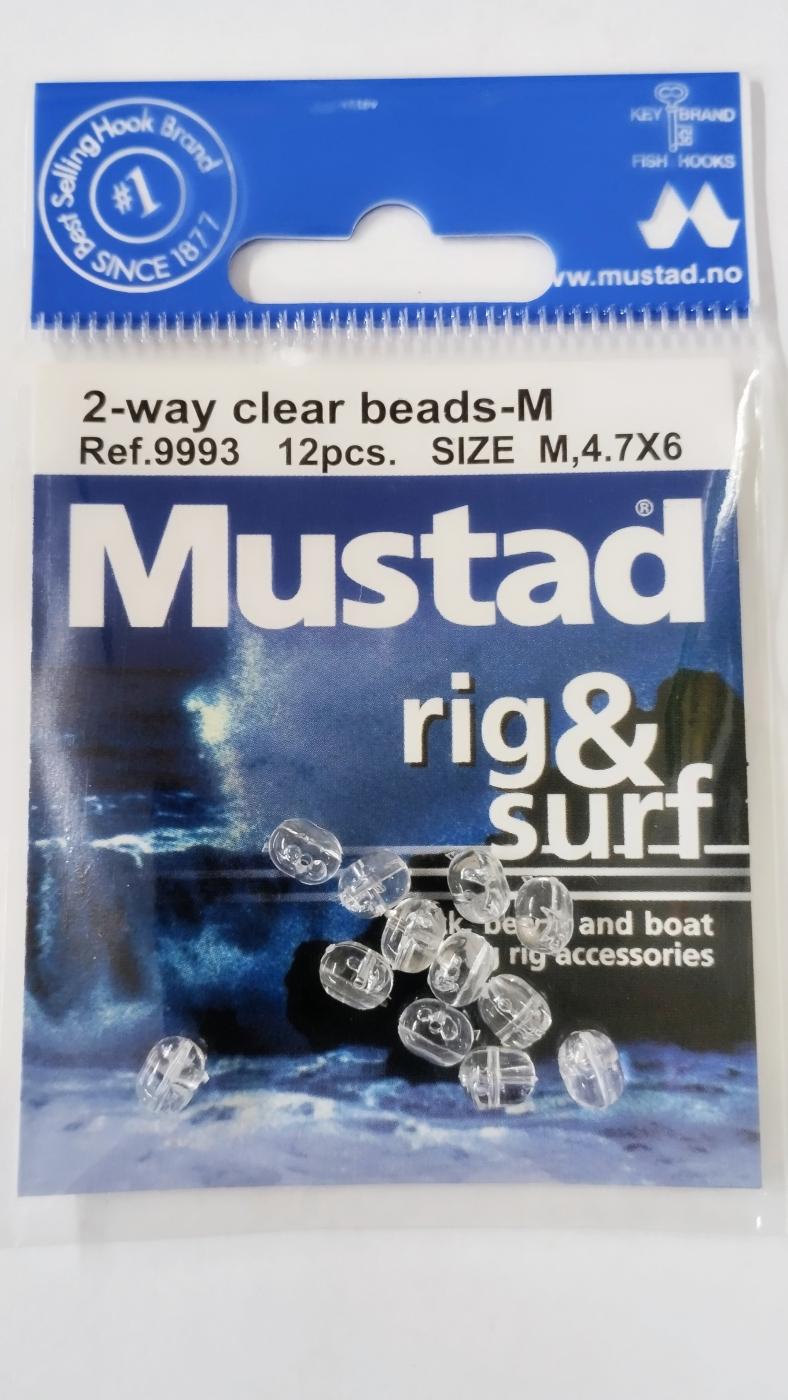 Best Selling Hook Brand
#1
SINCE 1877
KEY BRAND
FISH HOOKS
www.mustad.no
2-way clear beads-M
Ref.9993 12pcs. SIZE M,4.7X6
Mustad®
rig&
surf
and boat
rig accessories